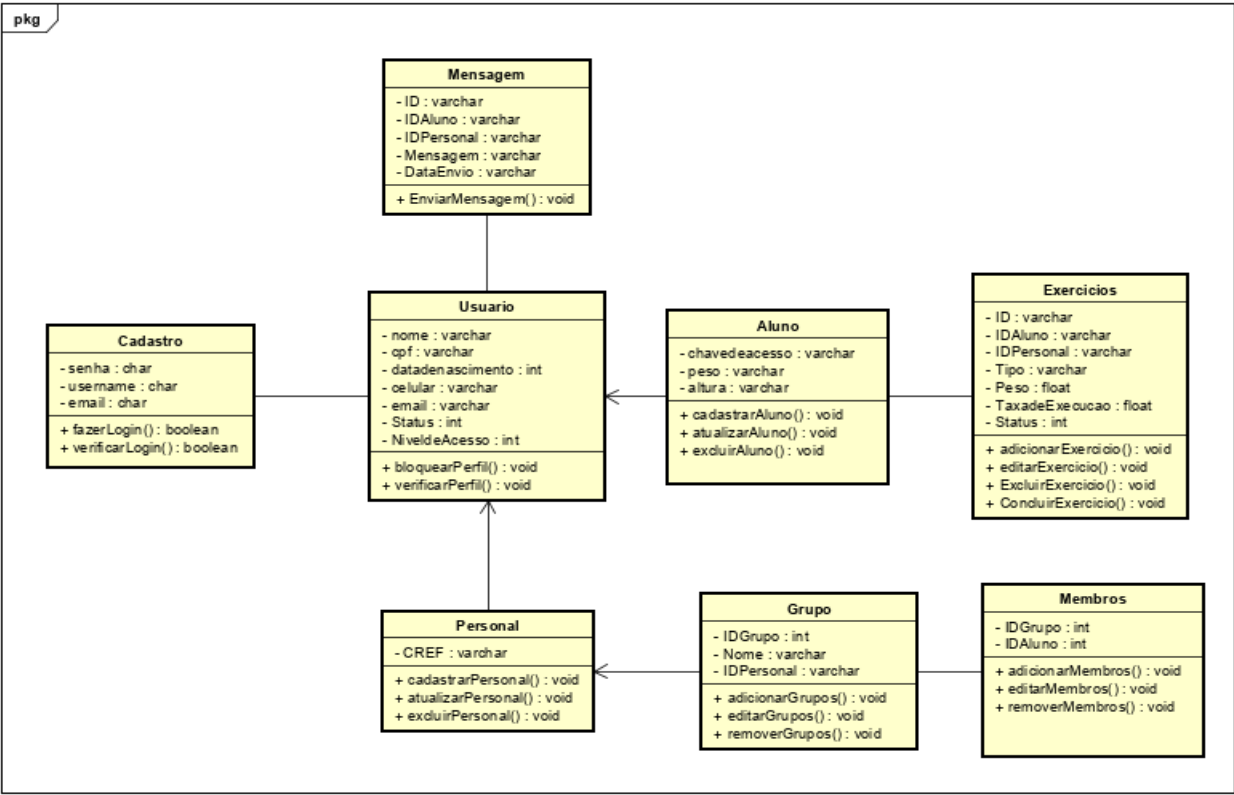 pkg
Mensagem
- ID : varchar
- IDAluno : varchar
- IDPersonal : varchar
- Mensagem : varchar
- DataEnvio : varchar
+ EnviarMensagem() : void
Cadastro
- senha : char
- username : char
- email : char
+ fazerLogin() : boolean
+ verificarLogin() : boolean
Usuario
- nome : varchar
- cpf : varchar
- datadenascimento : int
- celular : varchar
- email : varchar
- Status : int
- NiveldeAcesso : int
+ bloquearPerfil() : void
+ verificarPerfil() : void
Aluno
- chavedeacesso : varchar
- peso : varchar
- altura : varchar
+ cadastrarAluno() : void
+ atualizarAluno() : void
+ excluirAluno() : void
Exercicios
- ID : varchar
- IDAluno : varchar
- IDPersonal : varchar
- Tipo : varchar
- Peso : float
- TaxadeExecucao : float
- Status : int
+ adicionarExercicio() : void
+ editarExercicio() : void
+ ExcluirExercicio() : void
+ ConcluirExercicio() : void
Personal
- CREF : varchar
+ cadastrarPersonal() : void
+ atualizarPersonal() : void
+ excluirPersonal() : void
Grupo
- IDGrupo : int
- Nome : varchar
- IDPersonal : varchar
+ adicionarGrupos() : void
+ editarGrupos() : void
+ removerGrupos() : void
Membros
- IDGrupo : int
- IDAluno : int
+ adicionarMembros() : void
+ editarMembros() : void
+ removerMembros() : void